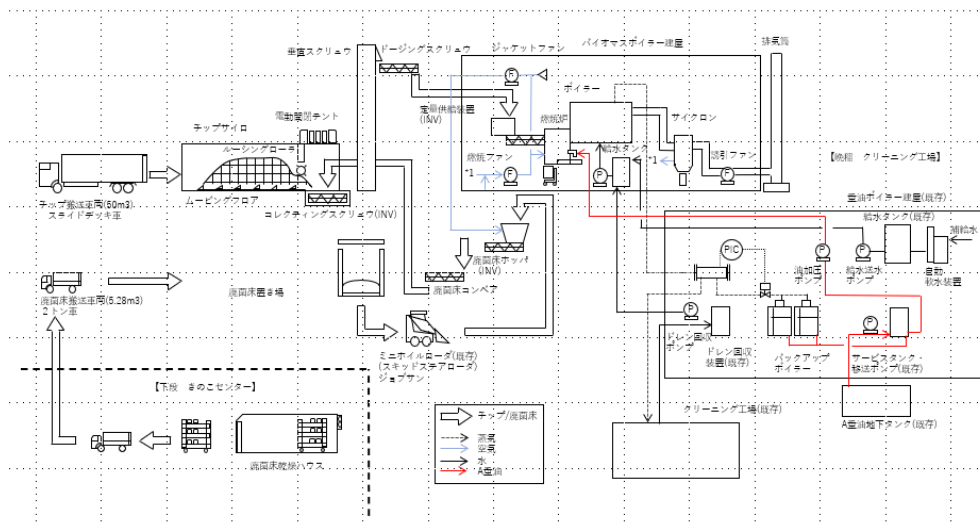 垂直スクリュウ
ドージングスクリュウ
ジャケットファン
バイオマスボイラー建屋
排気筒
ボイラー
定量供給装置
(INV)
燃焼炉
サイクロン
電動開閉テント
チップサイロ
ルーシングローラ
給水タンク
燃焼ファン
誘引ファン
*1
*1
F
F
P
F
【晩稲　クリーニング工場】
ムービングフロア
コレクティングスクリュウ(INV)
チップ搬送車両(50m3)
スライドデッキ車
重油ボイラー建屋(既存)
給水タンク(既存)
補給水
廃菌床ホッパ
(INV)
PIC
P
P
油加圧
ポンプ
給水送水
ポンプ
自動
軟水装置
廃菌床コンベア
廃菌床置き場
廃菌床搬送車両(5.28m3)
2トン車
P
P
ドレン回収
ポンプ
ドレン回収
装置(既存)
バックアップ
ボイラー
サービスタンク・
移送ポンプ(既存)
ミニホイルローダ(既存)
(スキッドステアローダ)
ジョブサン
【下段　きのこセンター】
クリーニング工場(既存)
A重油地下タンク(既存)
チップ/廃菌床
蒸気
空気
水
A重油
廃菌床乾燥ハウス